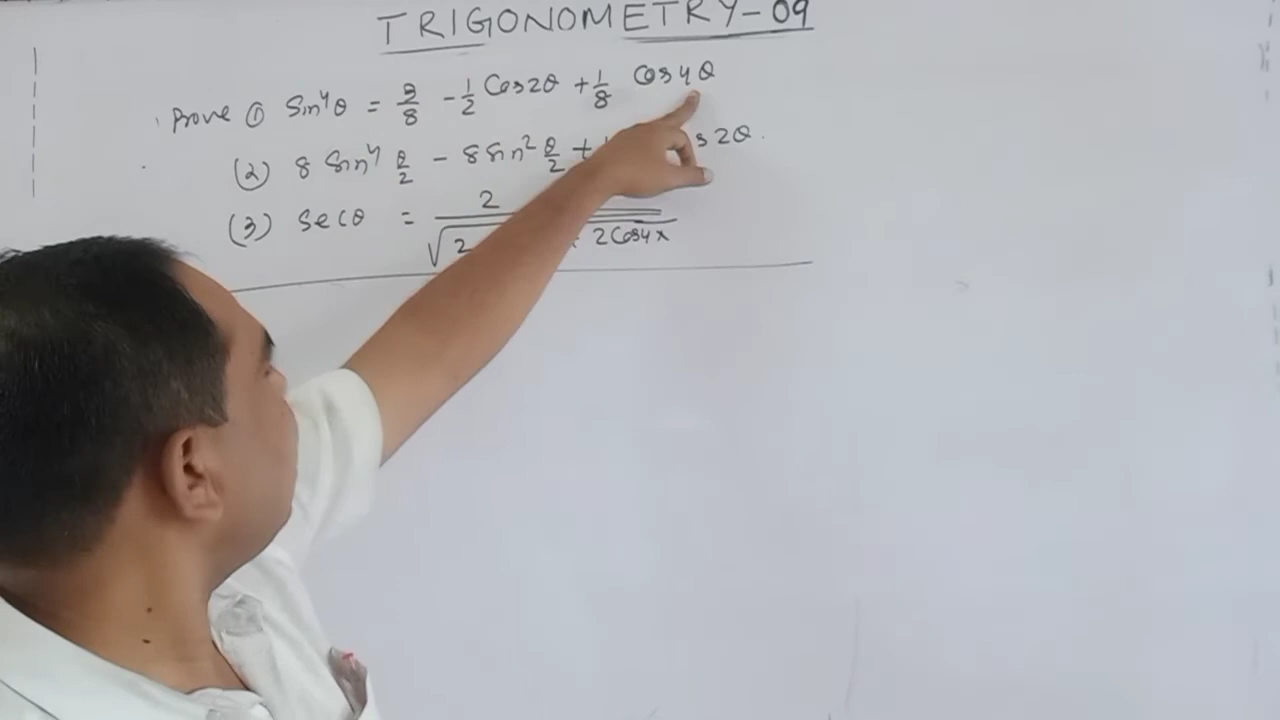 TRIGONOMETRY-09
Prove ① Sin⁴θ = 3/8 - 1/2 Cos2θ + 1/8 Cos4θ
(2) 8 Sin⁴ θ/2 - 8 Sin² θ/2 + s2θ.
(3) Secθ = 2 / √2 2Cos4x